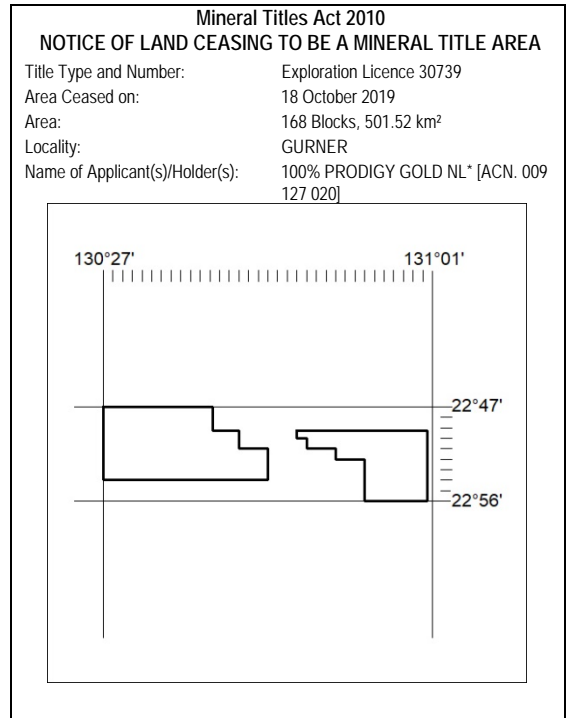 Mineral Titles Act 2010
NOTICE OF LAND CEASING TO BE A MINERAL TITLE AREA
Title Type and Number: Exploration Licence 30739
Area Ceased on: 18 October 2019
Area: 168 Blocks, 501.52 km²
Locality: GURNER
Name of Applicant(s)/Holder(s): 100% PRODIGY GOLD NL* [ACN. 009
127 020]
130°27' 131°01'
22°47'
22°56'